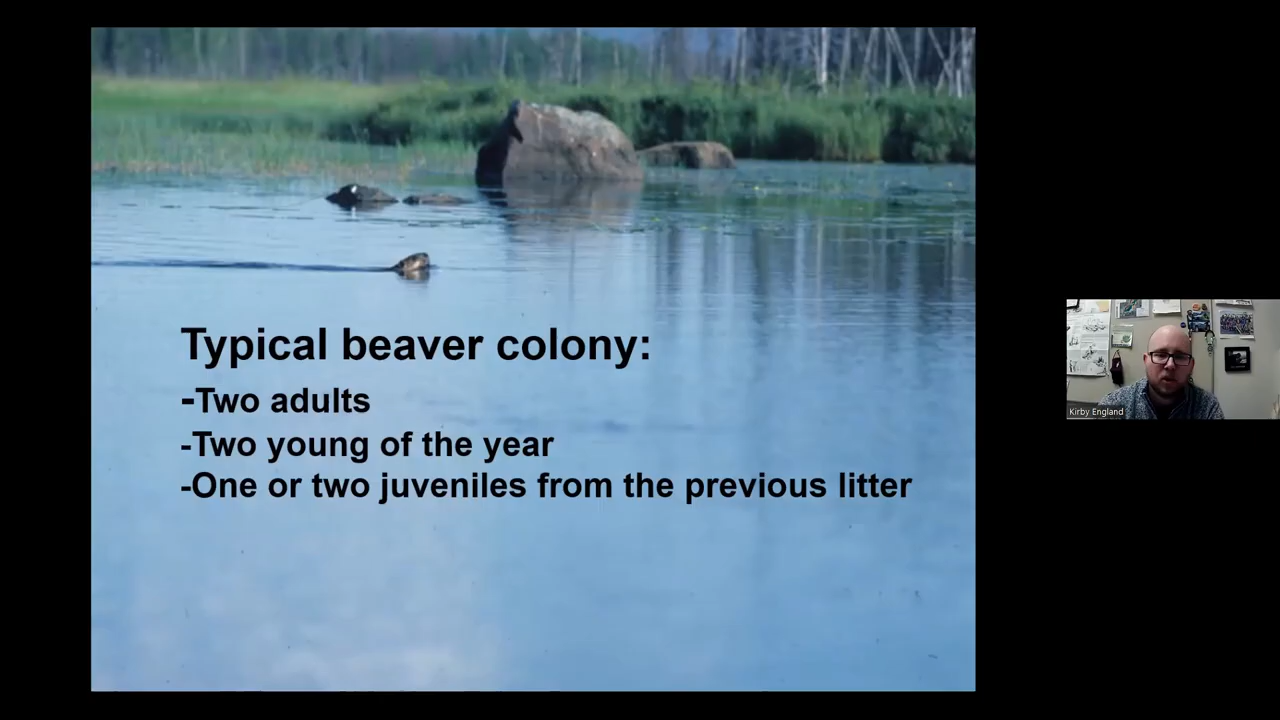 Typical beaver colony:
-Two adults
-Two young of the year
-One or two juveniles from the previous litter
Kirby England